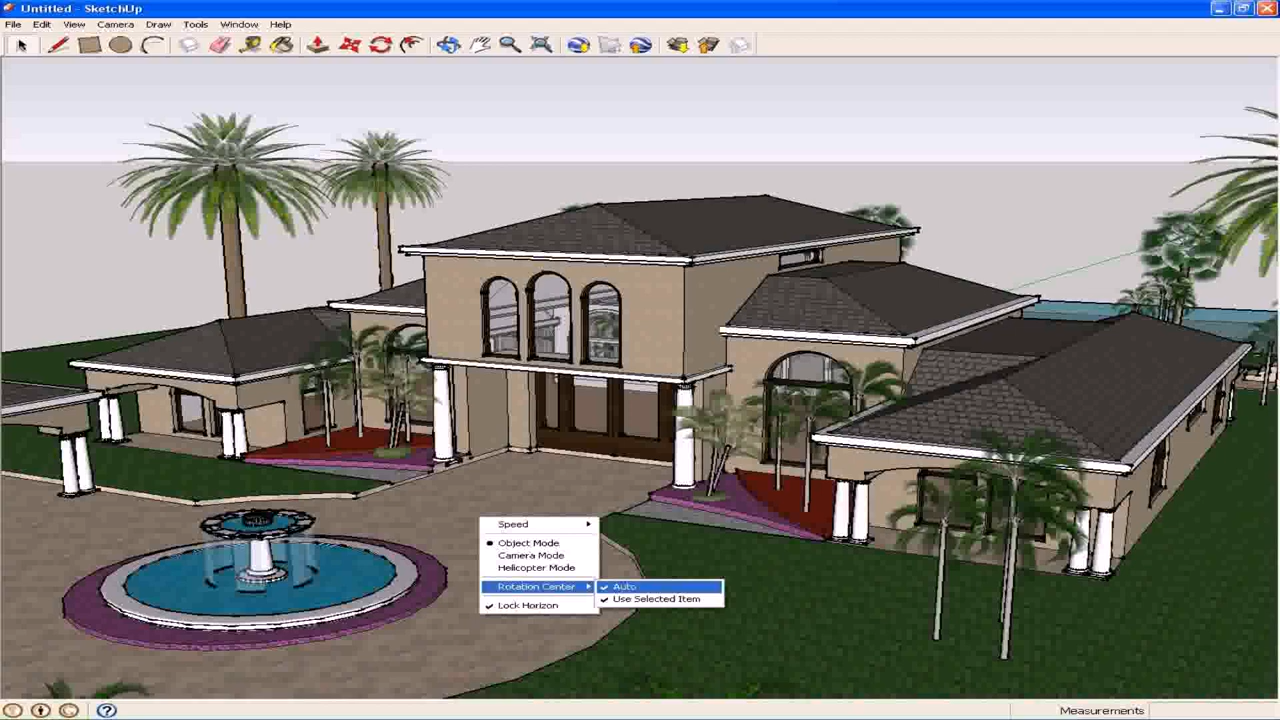 Untitled - SketchUp
File Edit View Camera Draw Tools Window Help
Speed
Object Mode
Camera Mode
Helicopter Mode
Rotation Center
Auto
Use Selected Item
Lock Horizon
Measurements